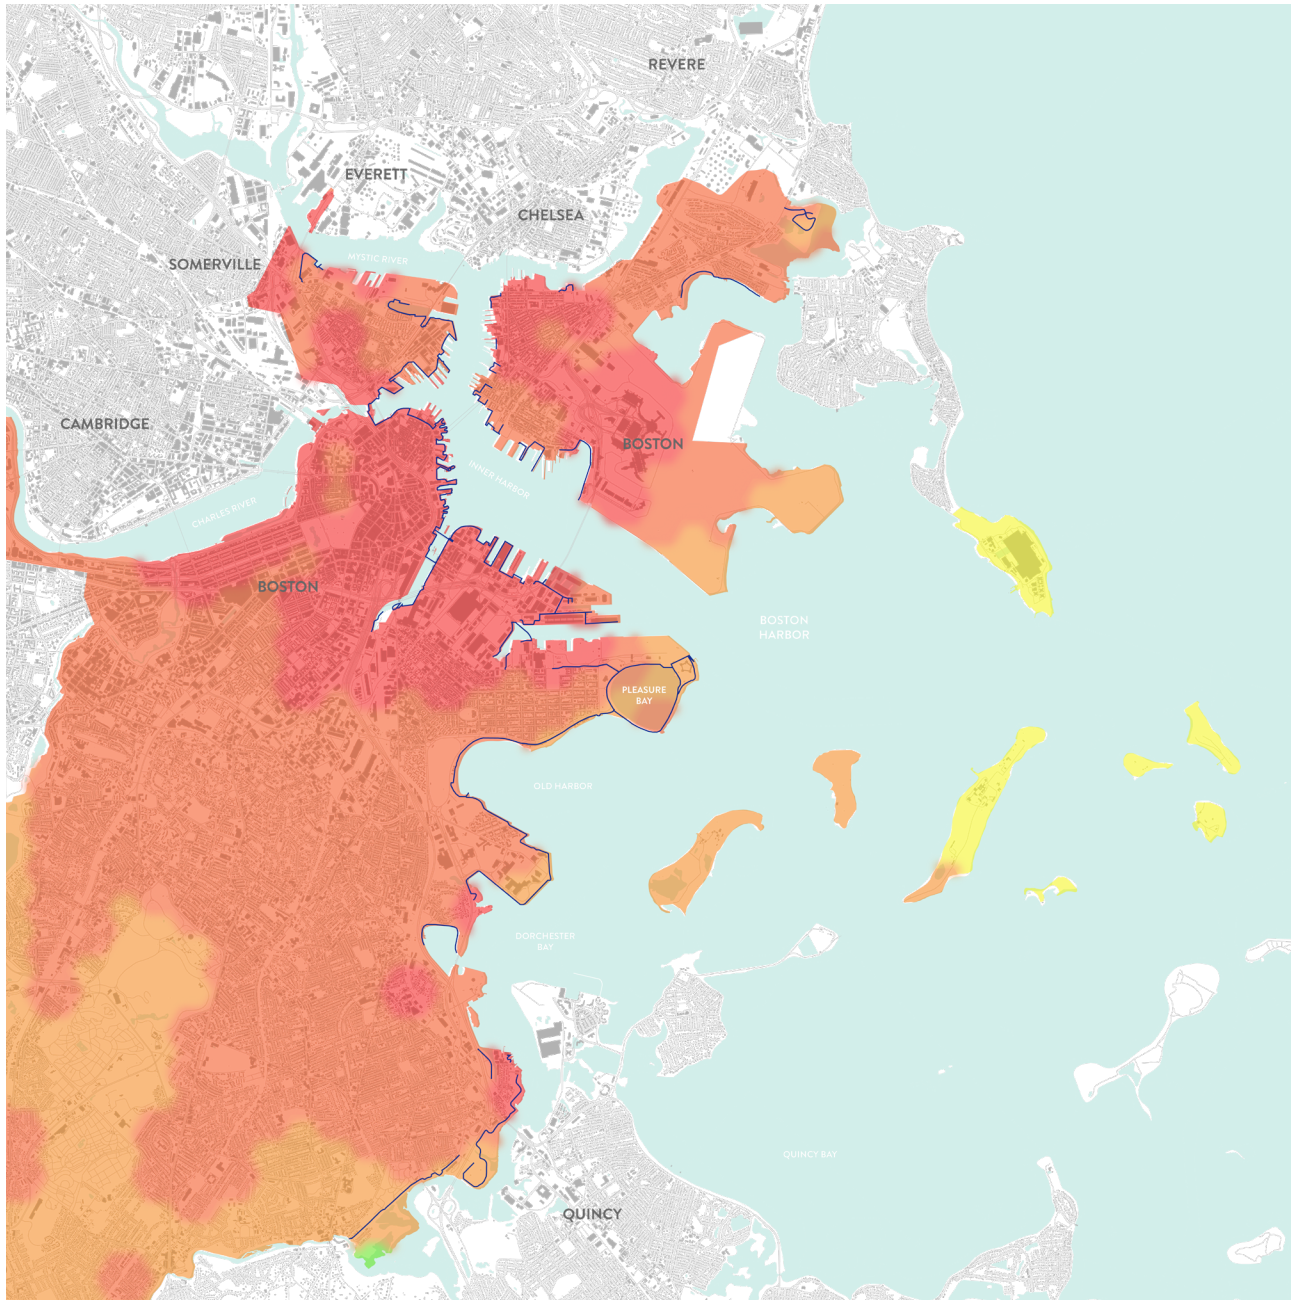 REVERE
EVERETT
CHELSEA
MYSTIC RIVER
SOMERVILLE
CAMBRIDGE
BOSTON
INNER HARBOR
CHARLES RIVER
BOSTON
BOSTON
HARBOR
PLEASURE
BAY
OLD HARBOR
DORCHESTER
BAY
QUINCY BAY
QUINCY